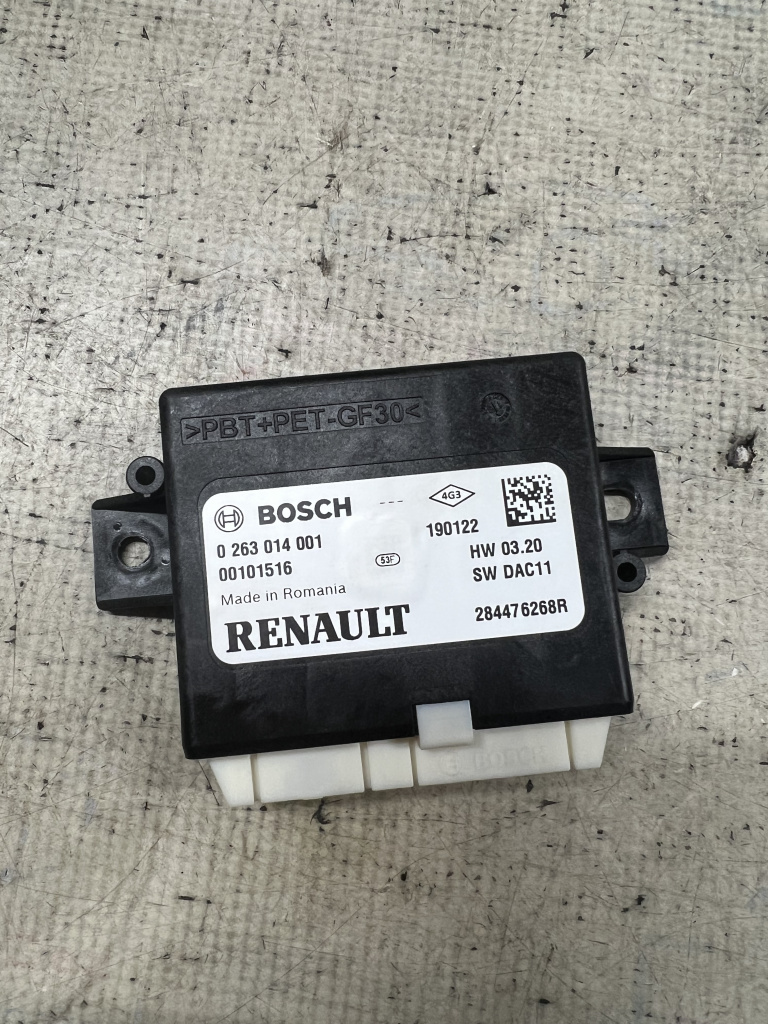 >PBT+PET-GF30<
BOSCH --- 4G3
0 263 014 001 190122
00101516 53F HW 03.20
Made in Romania SW DAC11
RENAULT 284476268R
BOSCH